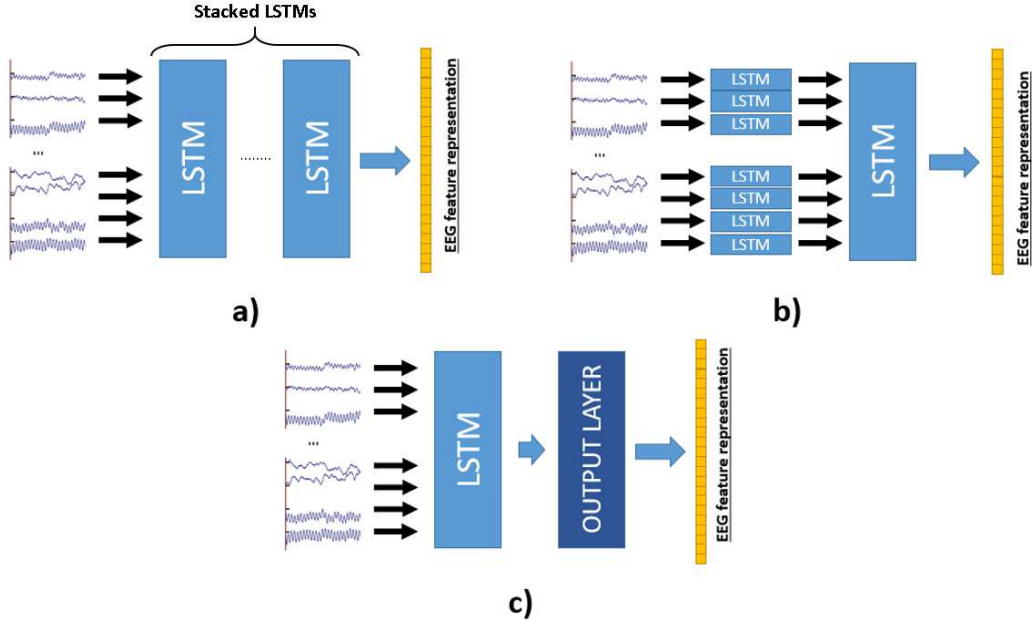 Stacked LSTMs
...
LSTM
........
LSTM
EEG feature representation
a)
...
LSTM
LSTM
LSTM
LSTM
LSTM
LSTM
LSTM
LSTM
EEG feature representation
b)
...
LSTM
OUTPUT LAYER
EEG feature representation
c)